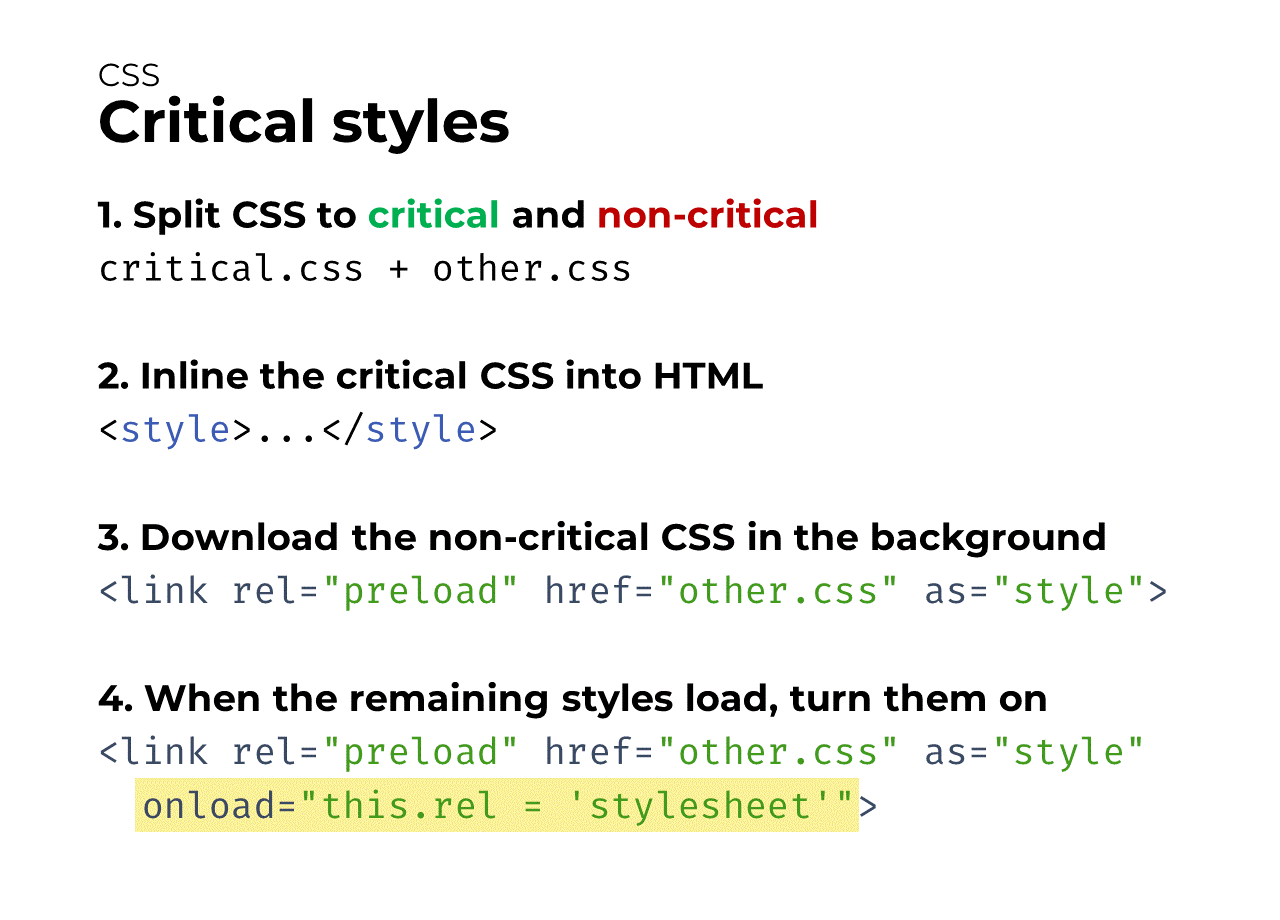 CSS
Critical styles
1. Split CSS to critical and non-critical
critical.css + other.css
2. Inline the critical CSS into HTML
<style>...</style>
3. Download the non-critical CSS in the background
<link rel="preload" href="other.css" as="style">
4. When the remaining styles load, turn them on
<link rel="preload" href="other.css" as="style"
onload="this.rel = 'stylesheet'">